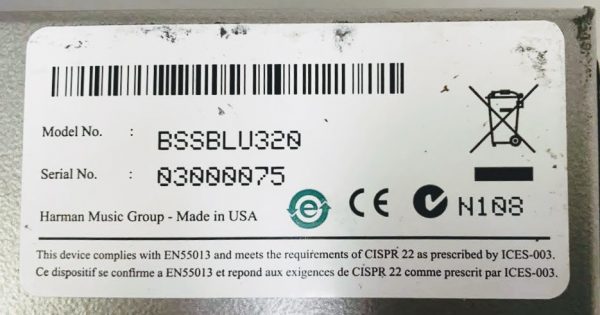 Model No. : BSSBLU320
Serial No. : 03000075
Harman Music Group - Made in USA
e CE N108
This device complies with EN55013 and meets the requirements of CISPR 22 as prescribed by ICES-003.
Ce dispositif se confirme a EN55013 et repond aux exigences de CISPR 22 comme prescrit par ICES-003.